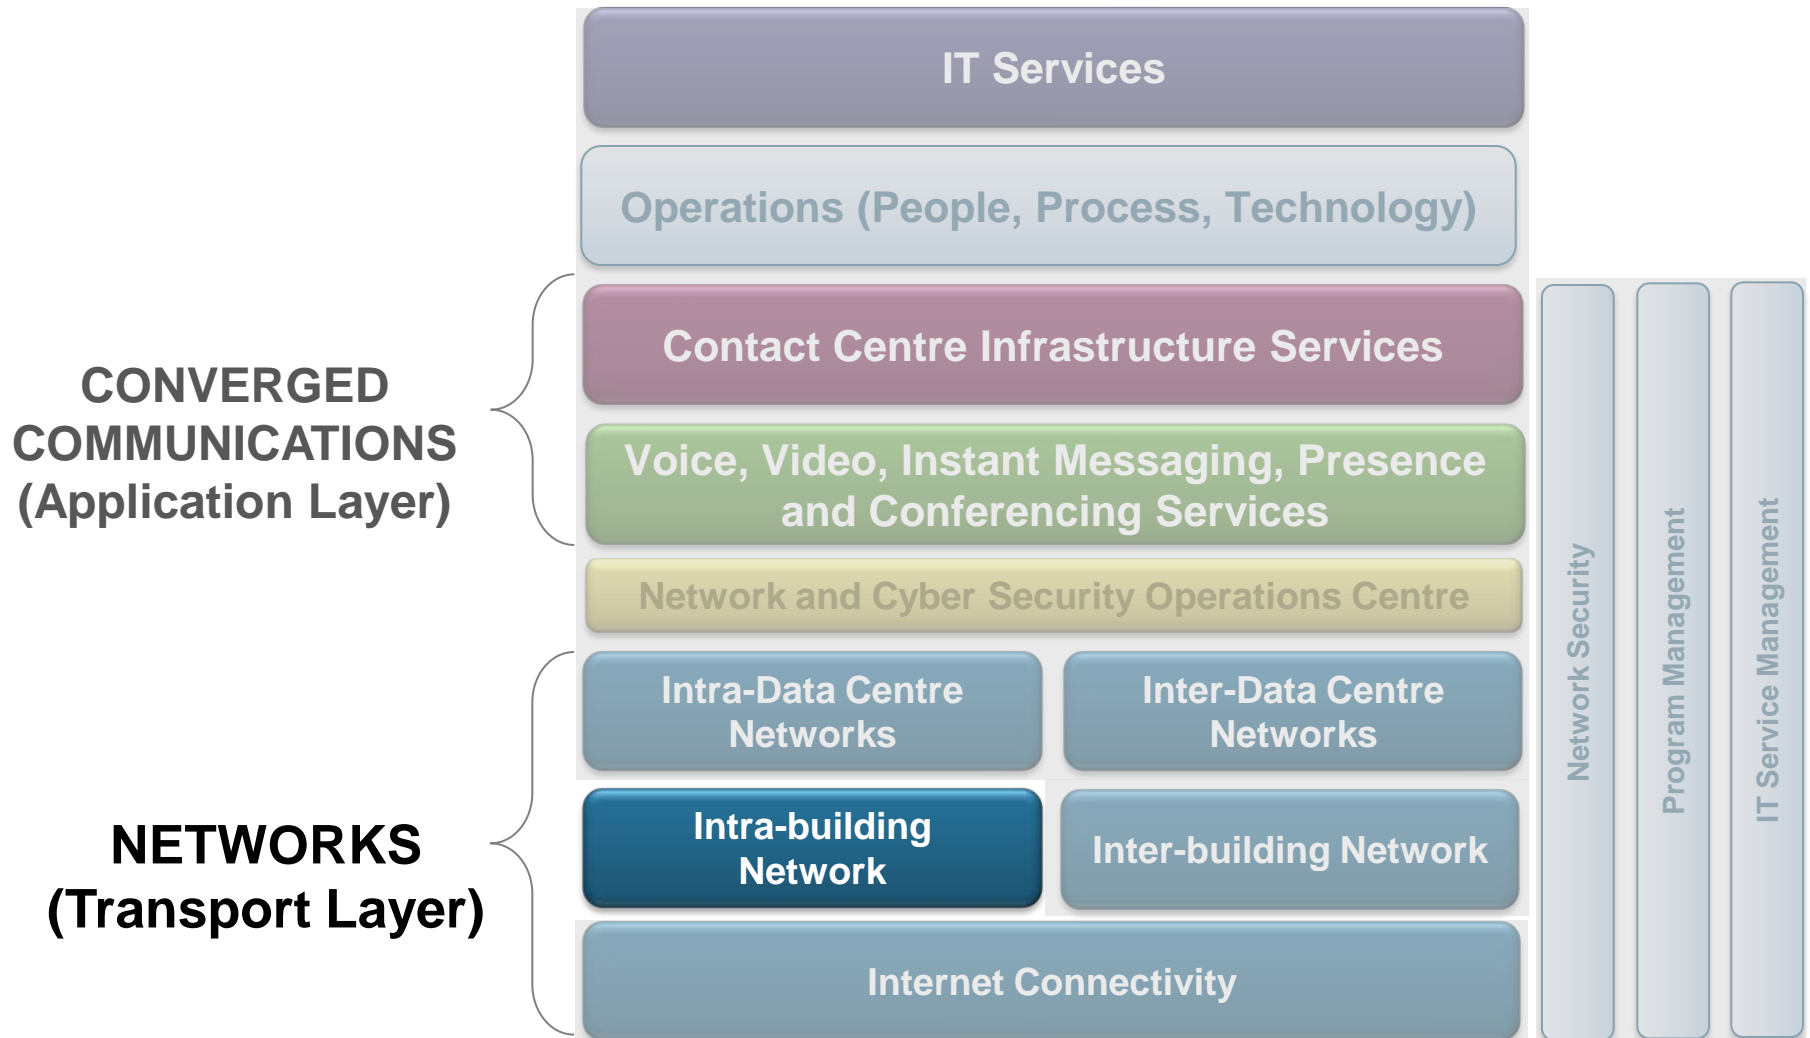 IT Services
Operations (People, Process, Technology)
CONVERGED
COMMUNICATIONS
(Application Layer)
Contact Centre Infrastructure Services
Voice, Video, Instant Messaging, Presence
and Conferencing Services
Network and Cyber Security Operations Centre
NETWORKS
(Transport Layer)
Intra-Data Centre
Networks
Inter-Data Centre
Networks
Intra-building
Network
Inter-building Network
Internet Connectivity
Network Security
Program Management
IT Service Management